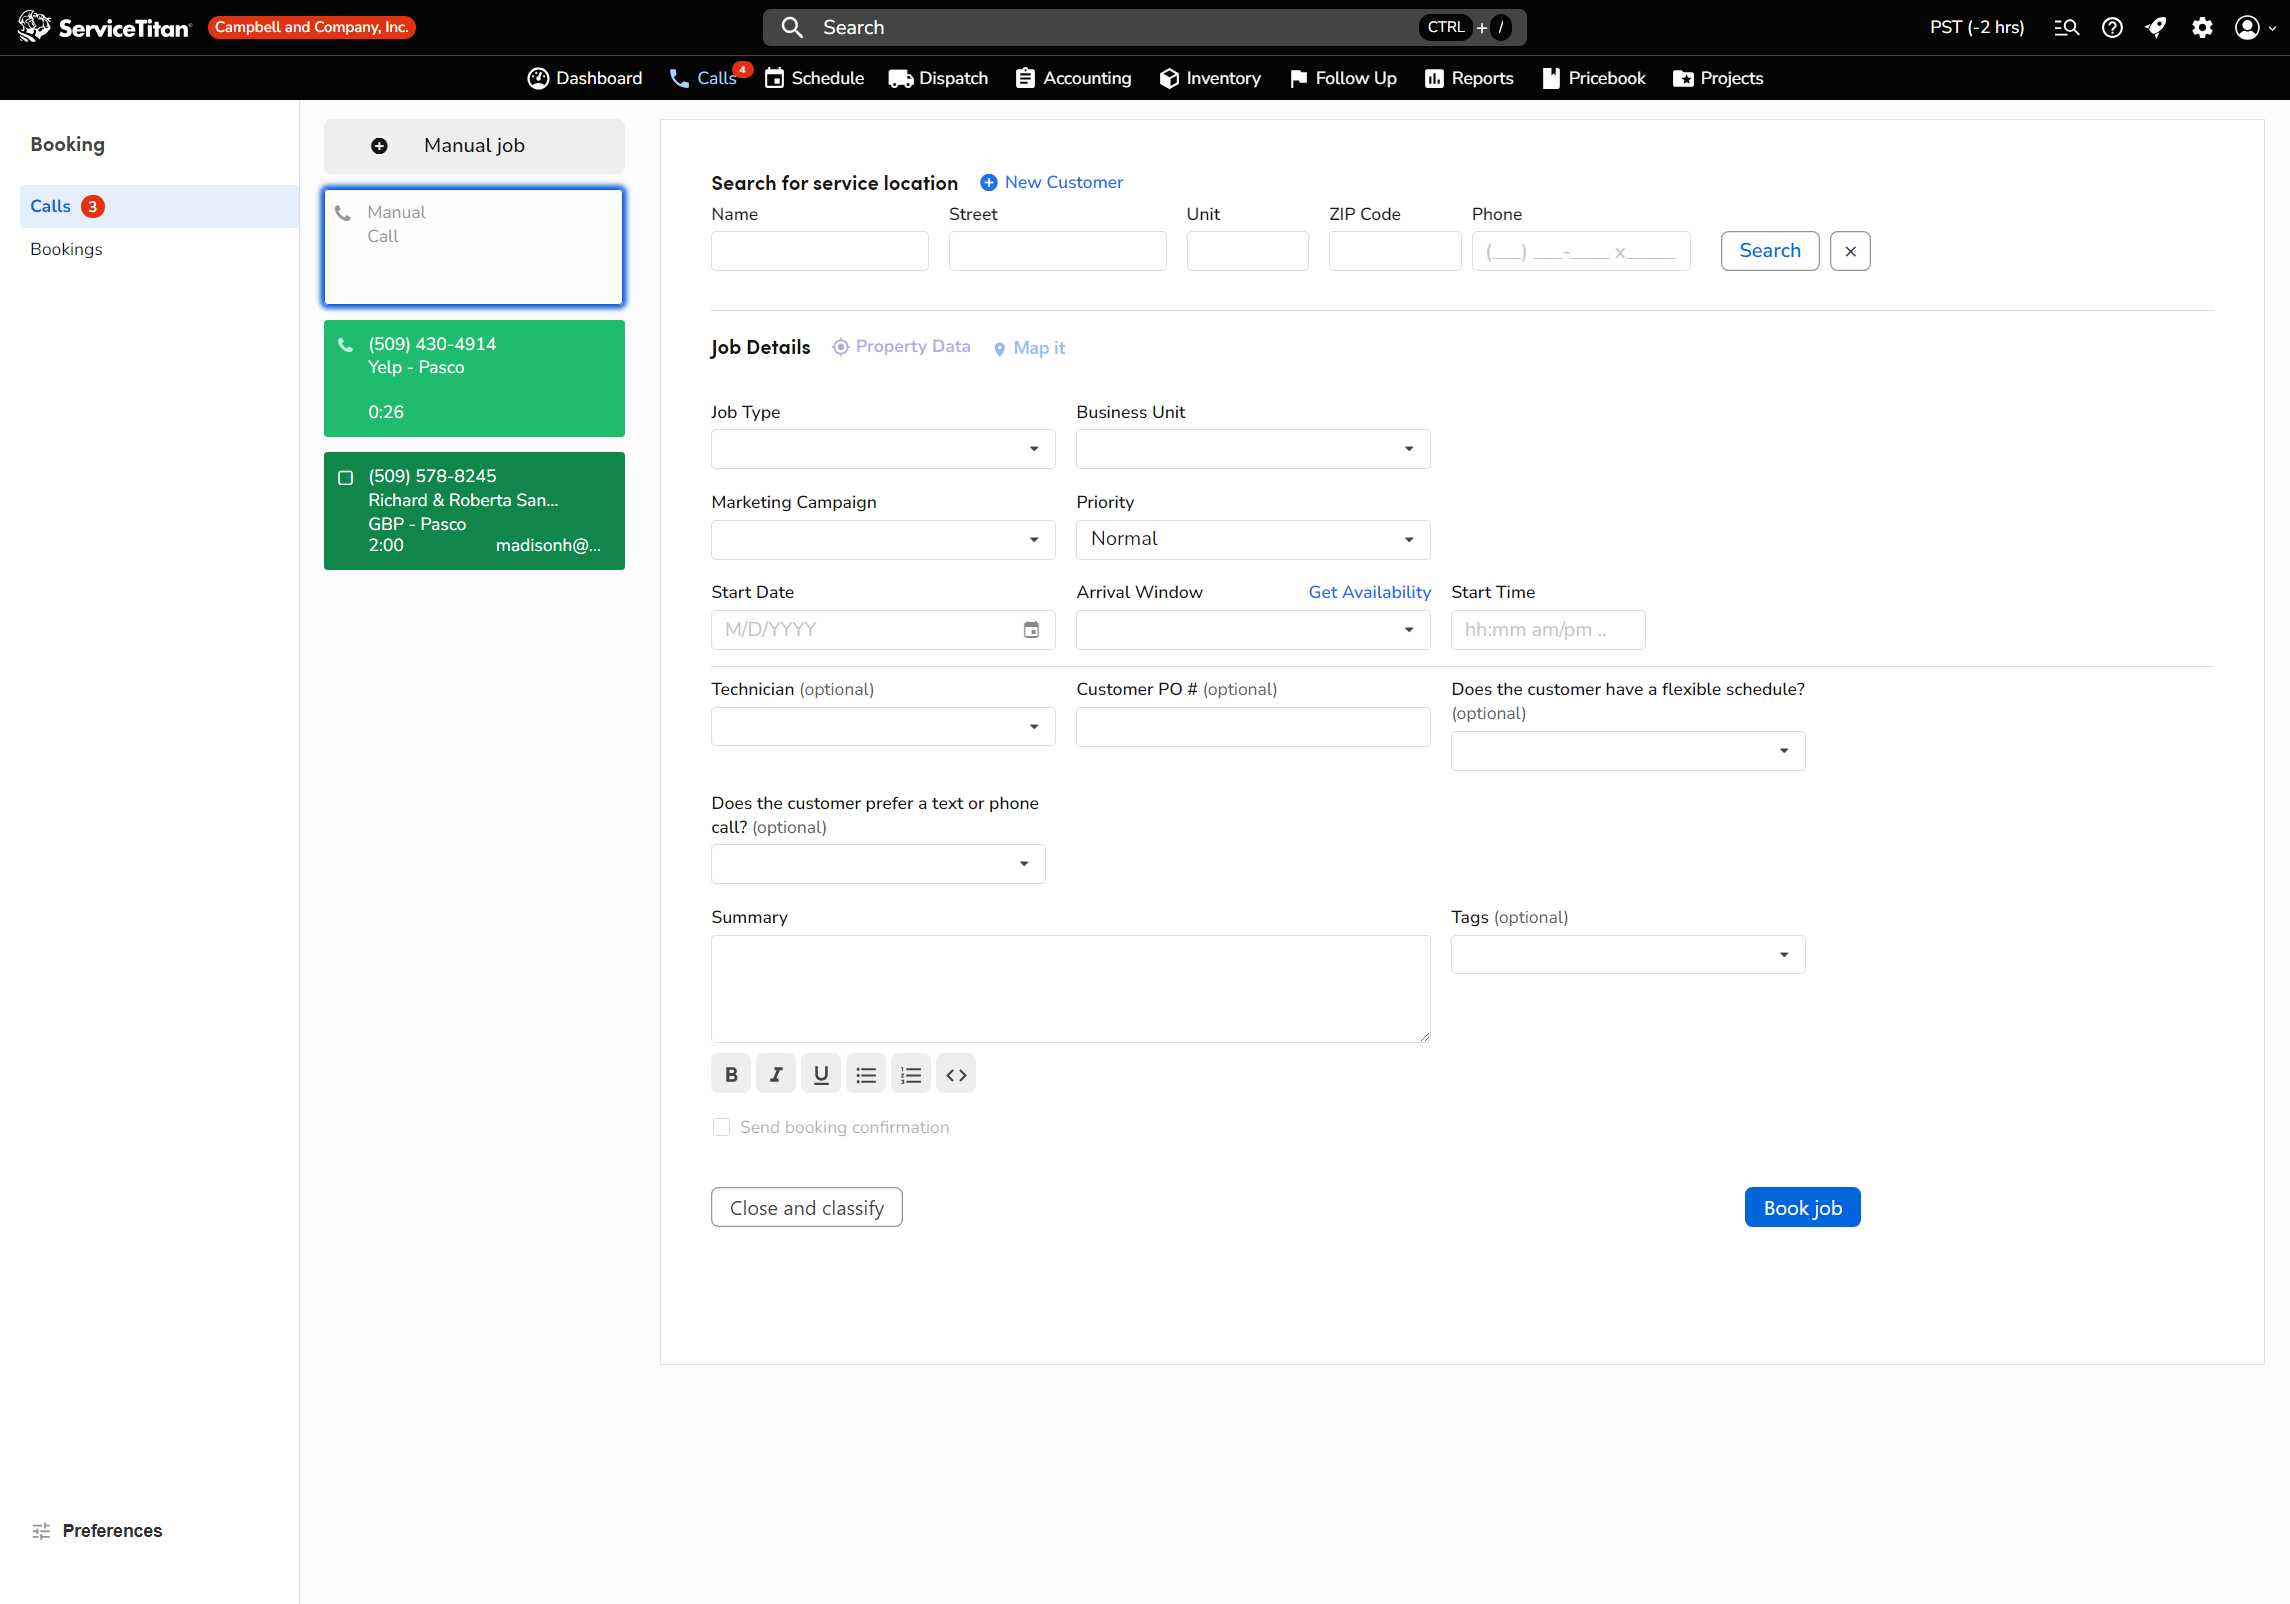 ServiceTitan
Campbell and Company, Inc.
Search
CTRL + /
PST (-2 hrs)
Dashboard
Calls 4
Schedule
Dispatch
Accounting
Inventory
Follow Up
Reports
Pricebook
Projects
Booking
Calls 3
Bookings
Preferences
Manual job
Manual
Call
(509) 430-4914
Yelp - Pasco
0:26
(509) 578-8245
Richard & Roberta San...
GBP - Pasco
2:00 madisonh@...
Search for service location New Customer
Name Street Unit ZIP Code Phone
(___) ___-____ x_____
Search ×
Job Details Property Data Map it
Job Type Business Unit
Marketing Campaign Priority
Normal
Start Date Arrival Window Get Availability Start Time
M/D/YYYY hh:mm am/pm ..
Technician (optional) Customer PO # (optional) Does the customer have a flexible schedule?
(optional)
Does the customer prefer a text or phone
call? (optional)
Summary Tags (optional)
B I U
Send booking confirmation
Close and classify Book job